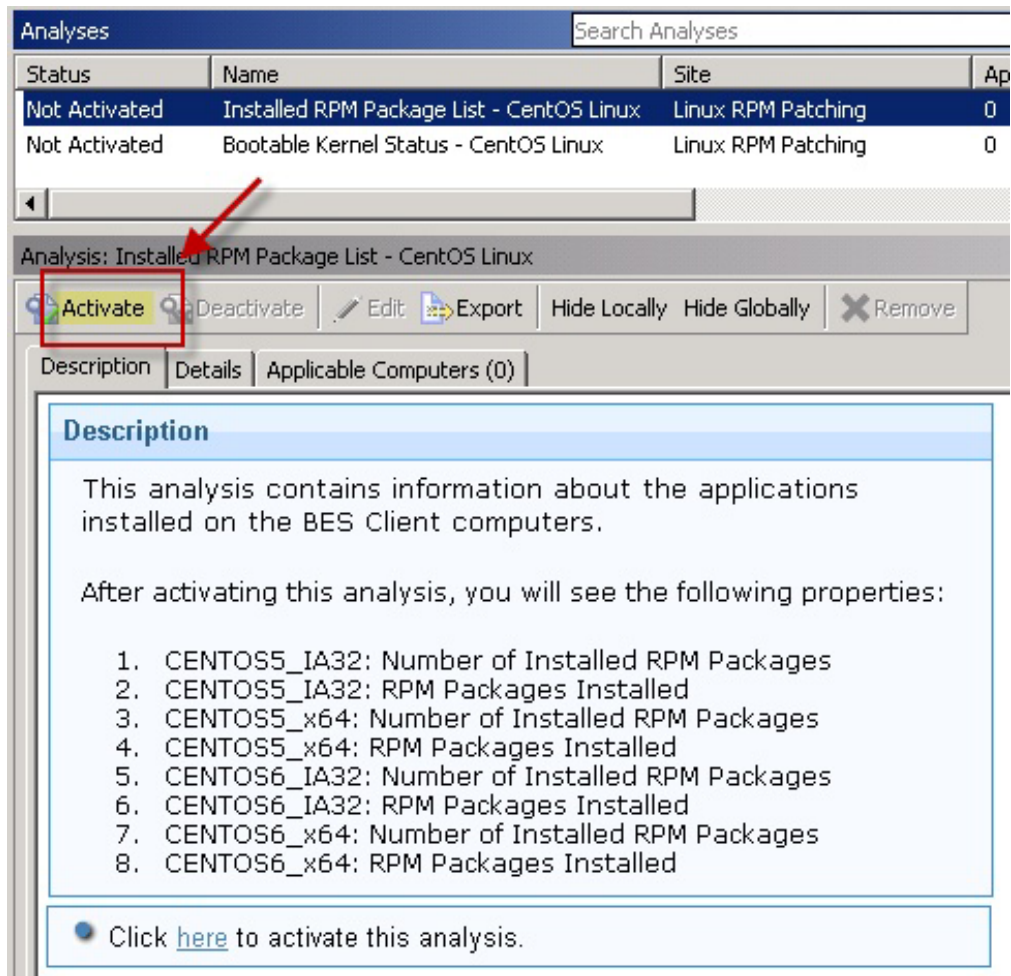 Analyses Search Analyses
Status Name Site Ap
Not Activated Installed RPM Package List - CentOS Linux Linux RPM Patching 0
Not Activated Bootable Kernel Status - CentOS Linux Linux RPM Patching 0
Analysis: Installed RPM Package List - CentOS Linux
Activate Deactivate Edit Export Hide Locally Hide Globally Remove
Description Details Applicable Computers (0)
Description
This analysis contains information about the applications
installed on the BES Client computers.
After activating this analysis, you will see the following properties:
1. CENTOS5_IA32: Number of Installed RPM Packages
2. CENTOS5_IA32: RPM Packages Installed
3. CENTOS5_x64: Number of Installed RPM Packages
4. CENTOS5_x64: RPM Packages Installed
5. CENTOS6_IA32: Number of Installed RPM Packages
6. CENTOS6_IA32: RPM Packages Installed
7. CENTOS6_x64: Number of Installed RPM Packages
8. CENTOS6_x64: RPM Packages Installed
Click here to activate this analysis.